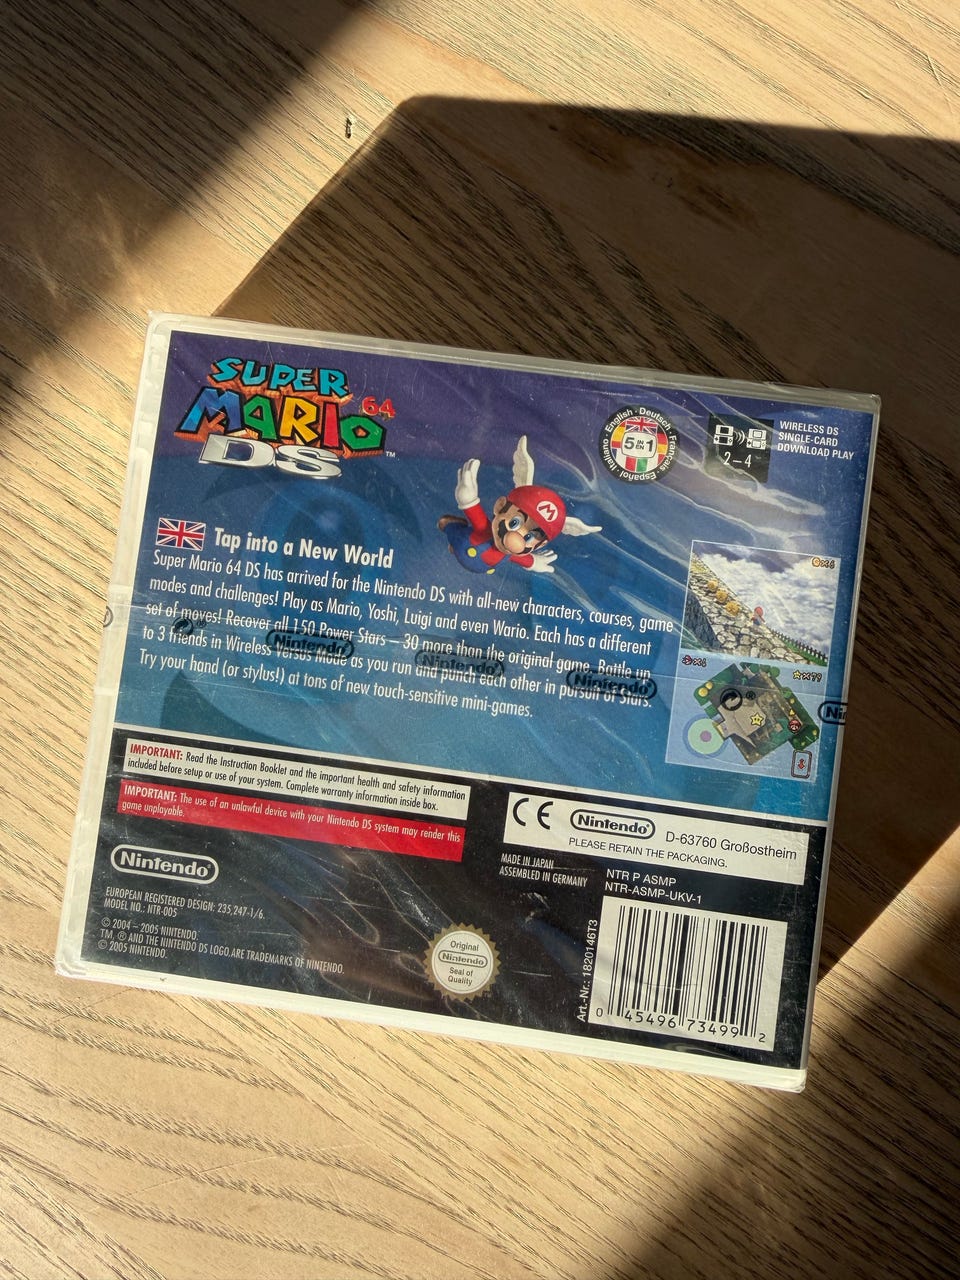 SUPER
MARIO 64
DS ™
English · Deutsch · Français · Español · Italiano
5 IN 1
2–4
WIRELESS DS
SINGLE-CARD
DOWNLOAD PLAY
M
Tap into a New World
Super Mario 64 DS has arrived for the Nintendo DS with all-new characters, courses, game
modes and challenges! Play as Mario, Yoshi, Luigi and even Wario. Each has a different
set of moves! Recover all 150 Power Stars – 30 more than the original game. Battle up
to 3 friends in Wireless Versus Mode as you run and punch each other in pursuit of Stars.
Try your hand (or stylus!) at tons of new touch-sensitive mini-games.
®
Nintendo
Nintendo
Nintendo
®
Nin
IMPORTANT: Read the Instruction Booklet and the important health and safety information
included before setup or use of your system. Complete warranty information inside box.
IMPORTANT: The use of an unlawful device with your Nintendo DS system may render this
game unplayable.
Nintendo
EUROPEAN REGISTERED DESIGN: 235,247-1/6.
MODEL NO.: NTR-005
© 2004 – 2005 NINTENDO.
TM, ® AND THE NINTENDO DS LOGO ARE TRADEMARKS OF NINTENDO.
© 2005 NINTENDO.
Original
Nintendo
Seal of
Quality
CE Nintendo D-63760 Großostheim
PLEASE RETAIN THE PACKAGING.
MADE IN JAPAN
ASSEMBLED IN GERMANY
NTR P ASMP
NTR-ASMP-UKV-1
Art.-Nr.: 1820146T3
0 45496 73499 2